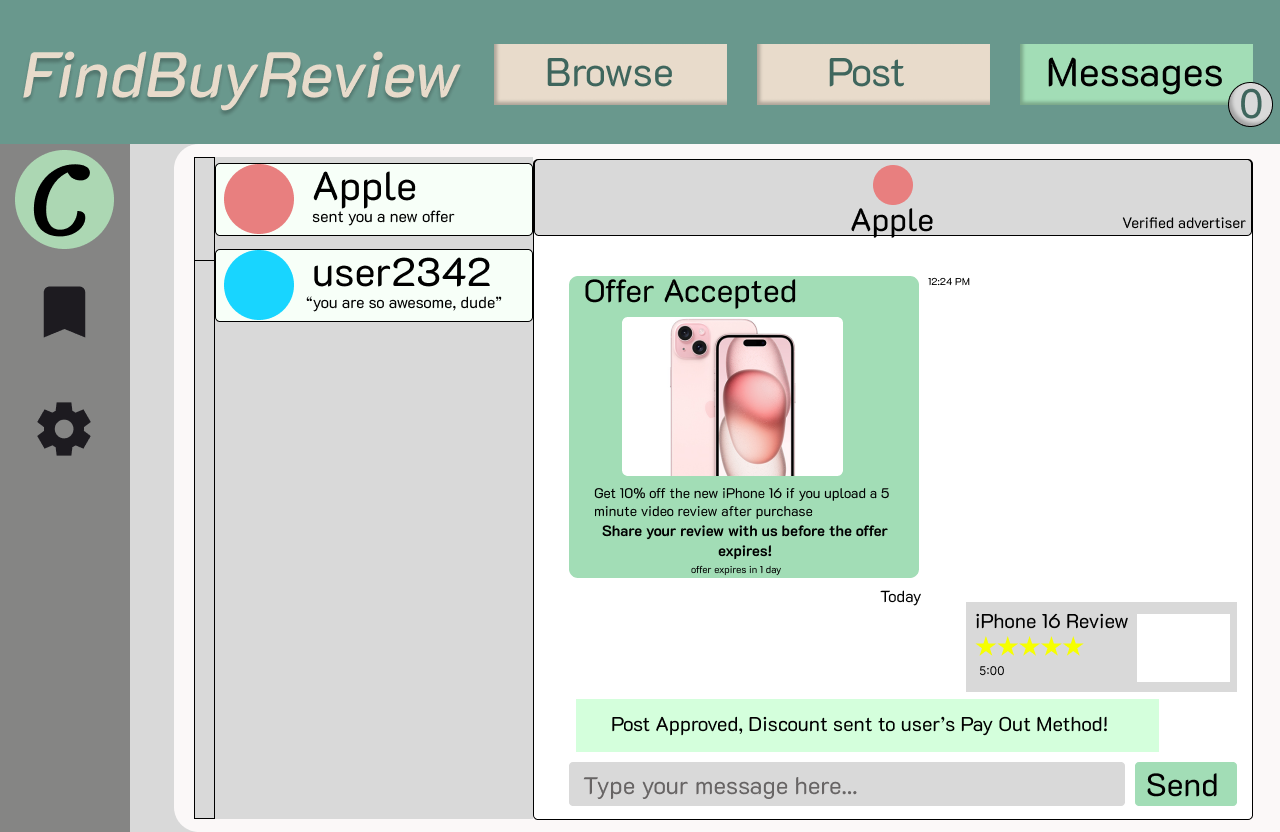 FindBuyReview
Browse
Post
Messages
0
C
Apple
sent you a new offer
user2342
“you are so awesome, dude”
Apple
Verified advertiser
Offer Accepted
12:24 PM
Get 10% off the new iPhone 16 if you upload a 5
minute video review after purchase
Share your review with us before the offer
expires!
offer expires in 1 day
Today
iPhone 16 Review
★★★★★
5:00
Post Approved, Discount sent to user’s Pay Out Method!
Type your message here...
Send